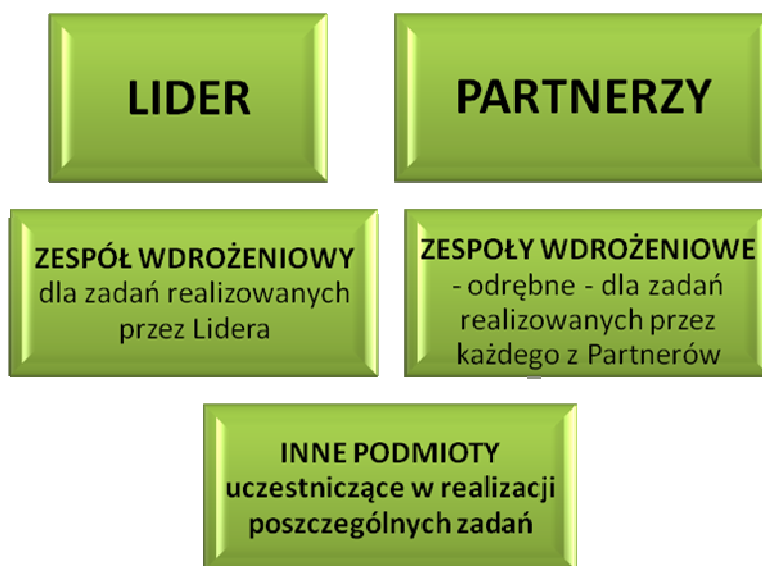 LIDER
PARTNERZY
ZESPÓŁ WDROŻENIOWY
dla zadań realizowanych
przez Lidera
ZESPOŁY WDROŻENIOWE
- odrębne - dla zadań
realizowanych przez
każdego z Partnerów
INNE PODMIOTY
uczestniczące w realizacji
poszczególnych zadań